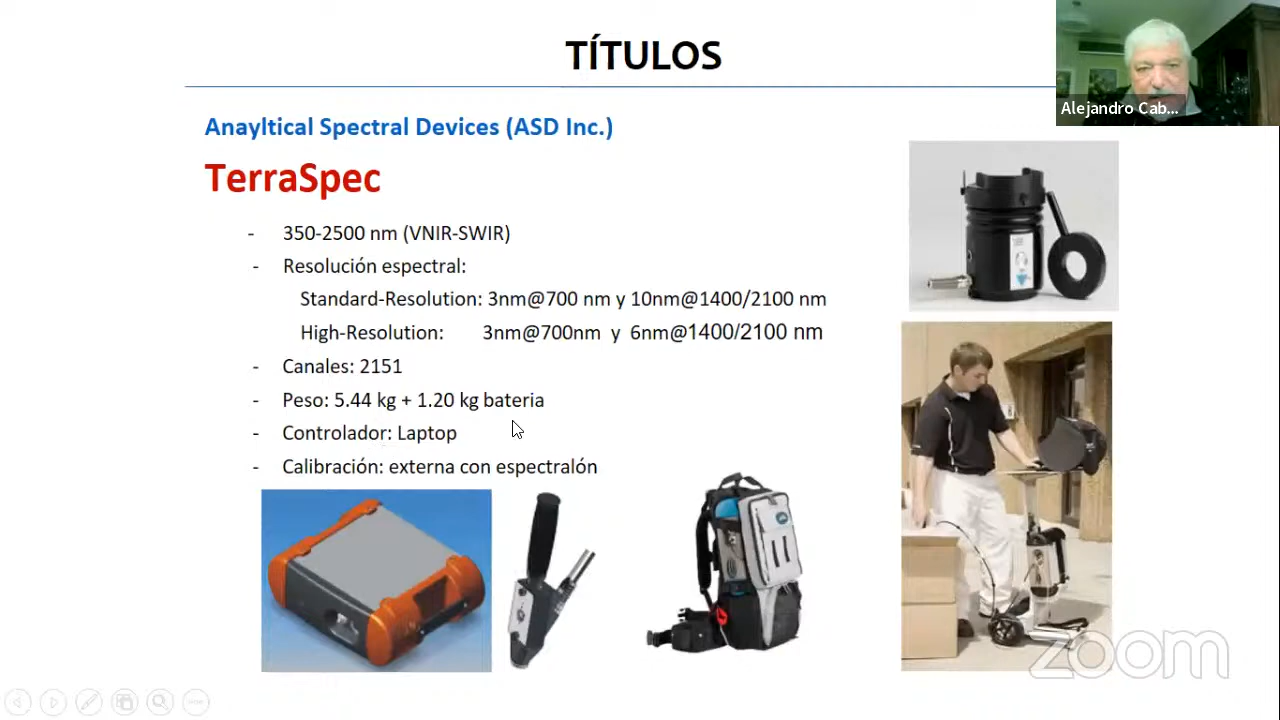 TÍTULOS
Alejandro Cab...
Anayltical Spectral Devices (ASD Inc.)
TerraSpec
- 350-2500 nm (VNIR-SWIR)
- Resolución espectral:
Standard-Resolution: 3nm@700 nm y 10nm@1400/2100 nm
High-Resolution: 3nm@700nm y 6nm@1400/2100 nm
- Canales: 2151
- Peso: 5.44 kg + 1.20 kg bateria
- Controlador: Laptop
- Calibración: externa con espectralón
zoom